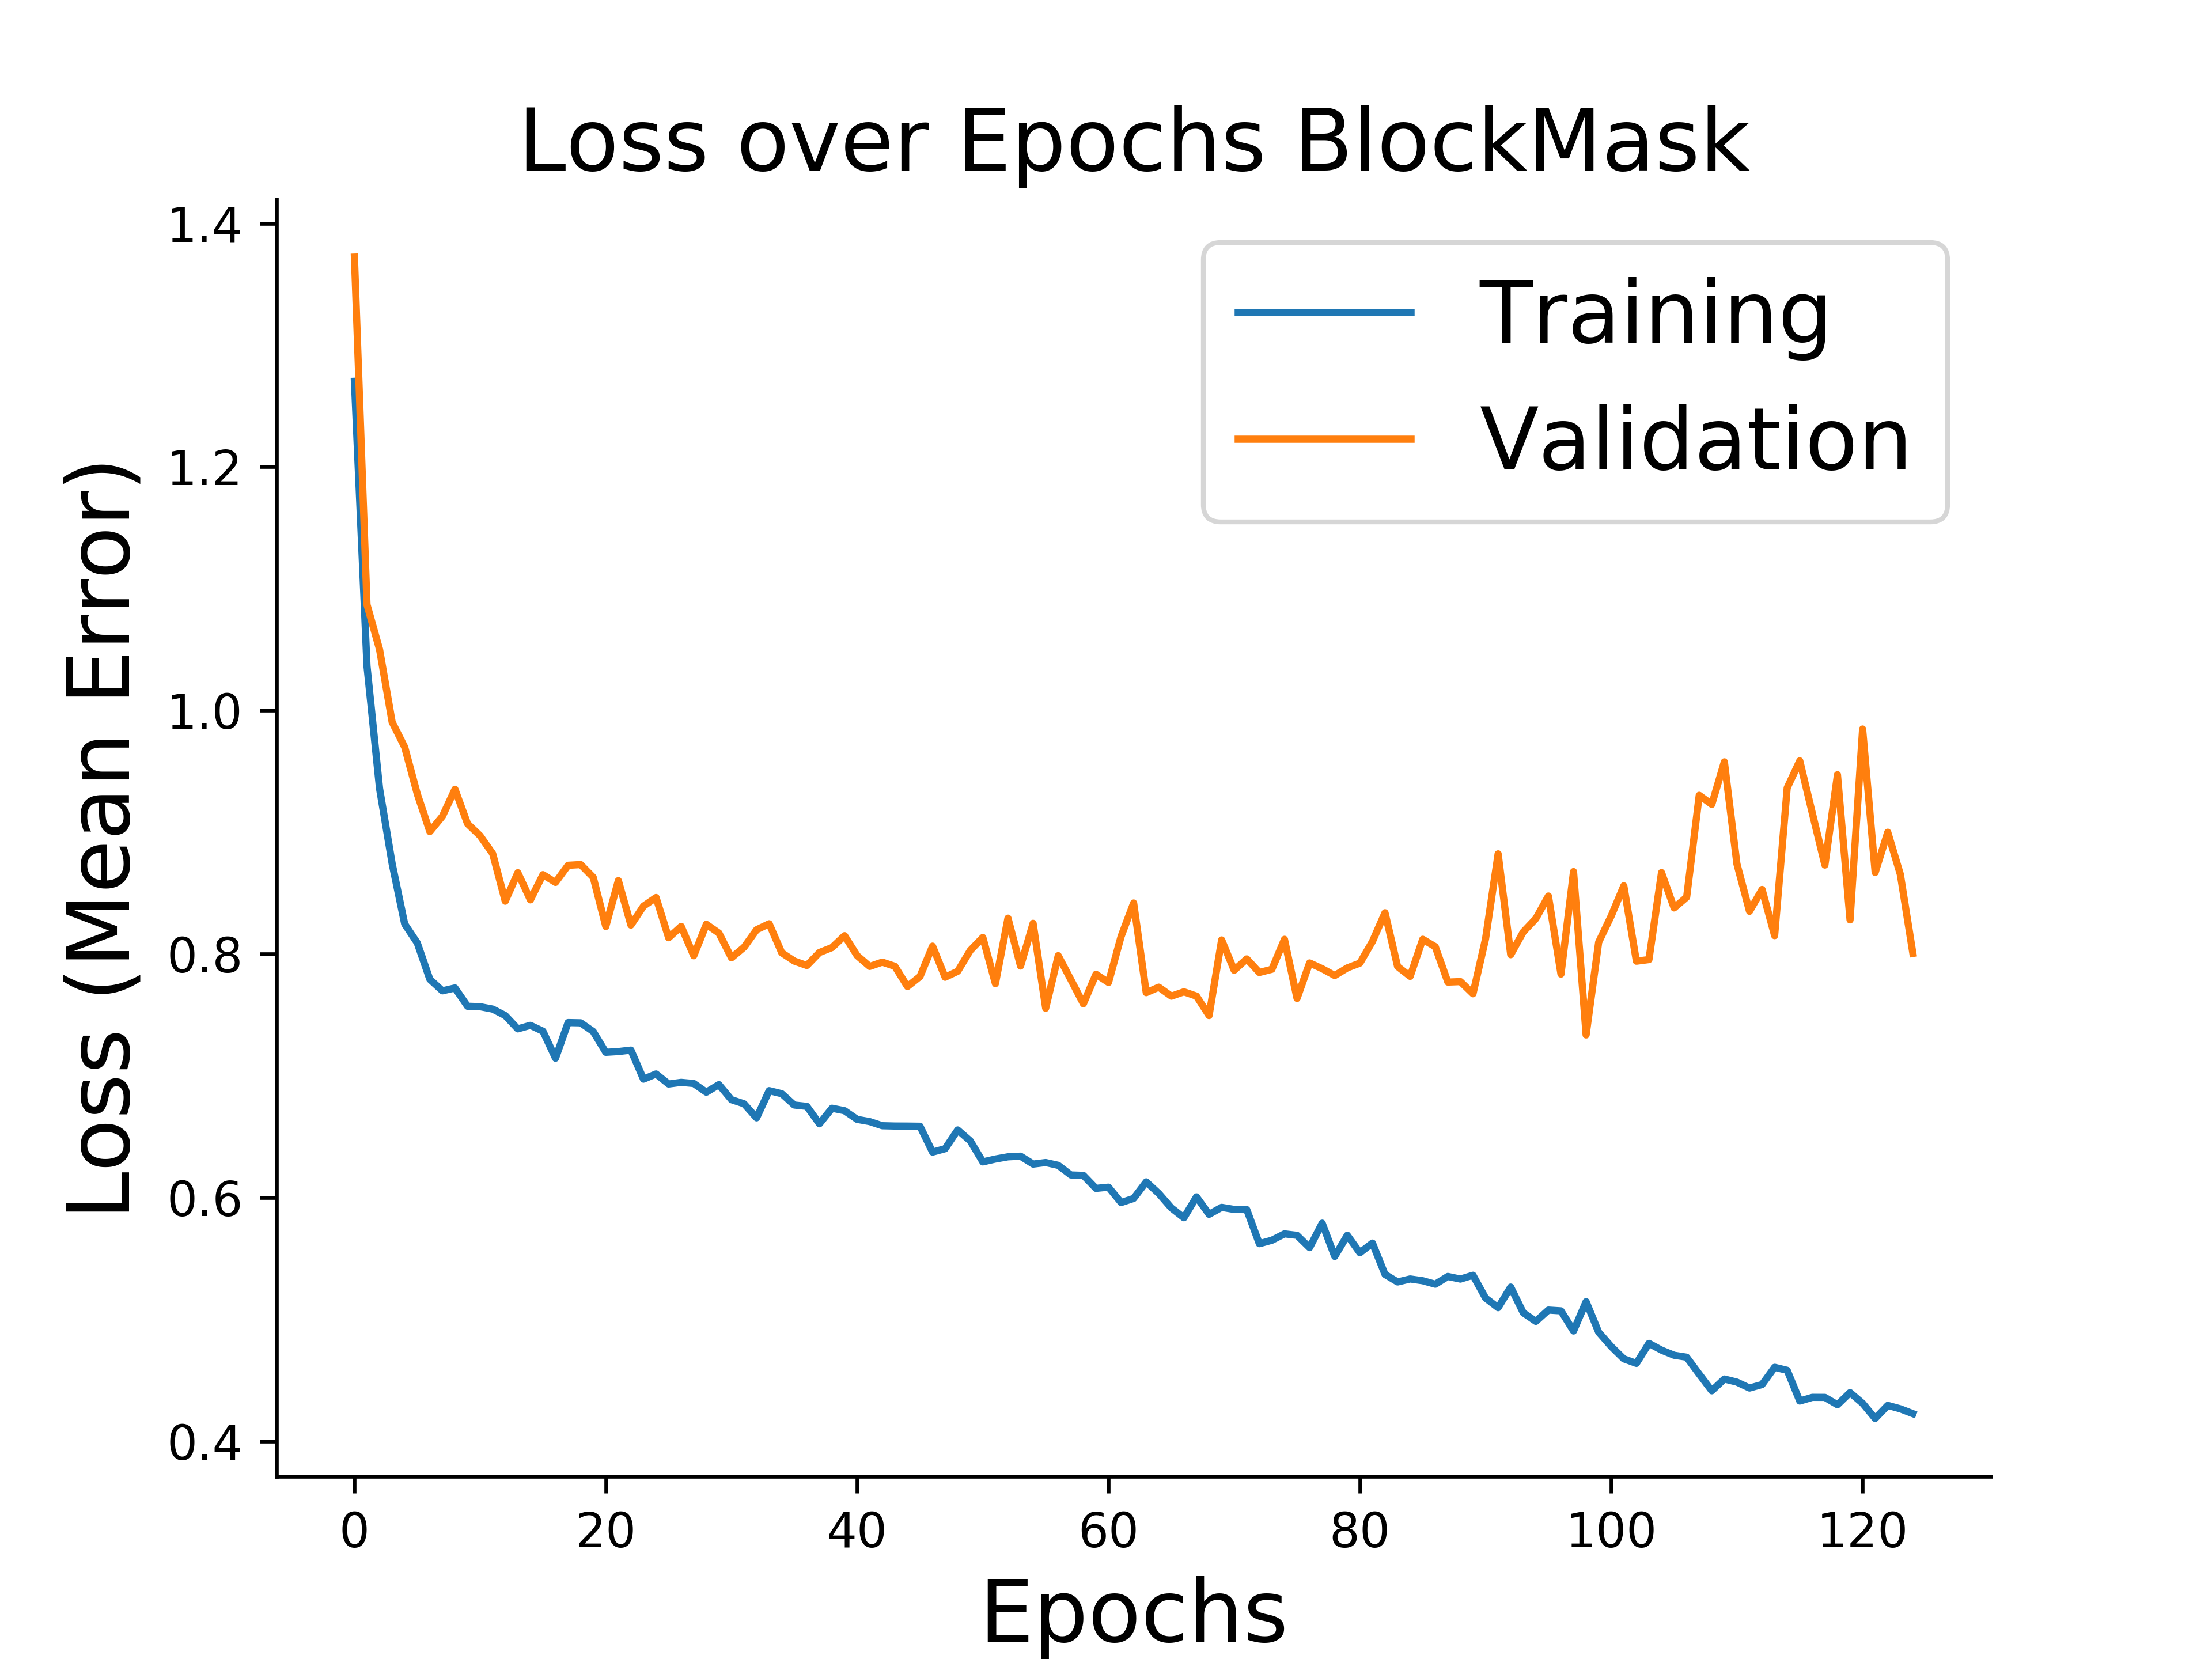 Loss over Epochs BlockMask
Training
Validation
Loss (Mean Error)
1.4
1.2
1.0
0.8
0.6
0.4
0 20 40 60 80 100 120
Epochs